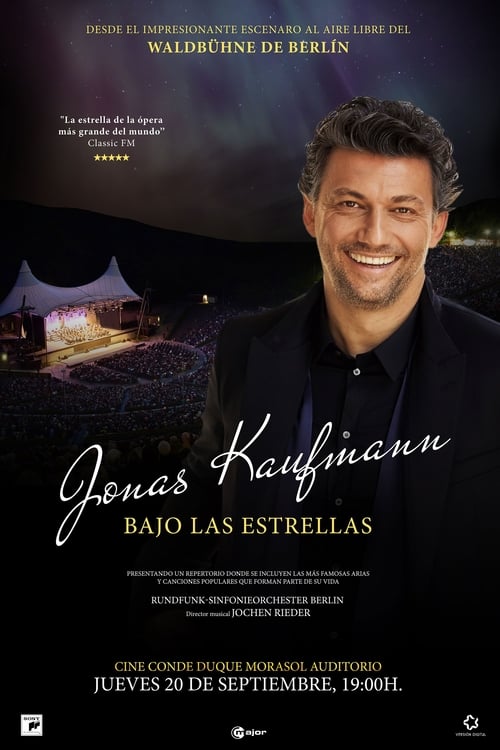 DESDE EL IMPRESIONANTE ESCENARO AL AIRE LIBRE DEL
WALDBÜHNE DE BERLÍN
"La estrella de la ópera
más grande del mundo"
Classic FM
Jonas Kaufmann
BAJO LAS ESTRELLAS
PRESENTANDO UN REPERTORIO DONDE SE INCLUYEN LAS MÁS FAMOSAS ARIAS
Y CANCIONES POPULARES QUE FORMAN PARTE DE SU VIDA
RUNDFUNK-SINFONIEORCHESTER BERLIN
Director musical JOCHEN RIEDER
CINE CONDE DUQUE MORASOL AUDITORIO
JUEVES 20 DE SEPTIEMBRE, 19:00H.
SONY
major
VERSIÓN DIGITAL